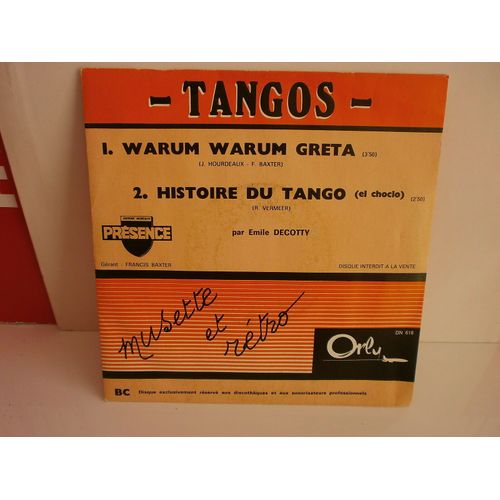 - TANGOS -
1. WARUM WARUM GRETA (3'50)
(J. HOURDEAUX - F. BAXTER)
2. HISTOIRE DU TANGO (el choclo) (2'50)
(R. VERMEER)
PRÉSENCE
par Emile DECOTTY
Gérant - FRANCIS BAXTER
DISQUE INTERDIT A LA VENTE
musette
et
rétro
DN 618
Orly
BC Disque exclusivement réservé aux discothèques et aux sonorisateurs professionnels.